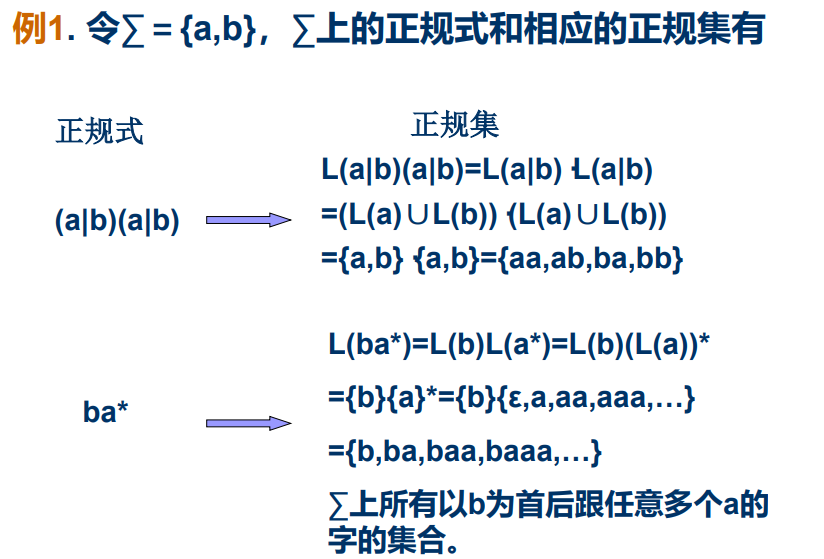 例1. 令∑ = {a,b}，∑上的正规式和相应的正规集有
正规式
正规集
L(a|b)(a|b)=L(a|b) ·L(a|b)
(a|b)(a|b)
=(L(a)∪L(b)) ·(L(a)∪L(b))
={a,b} ·{a,b}={aa,ab,ba,bb}
L(ba*)=L(b)L(a*)=L(b)(L(a))*
ba*
={b}{a}*={b}{ε,a,aa,aaa,…}
={b,ba,baa,baaa,…}
∑上所有以b为首后跟任意多个a的
字的集合。